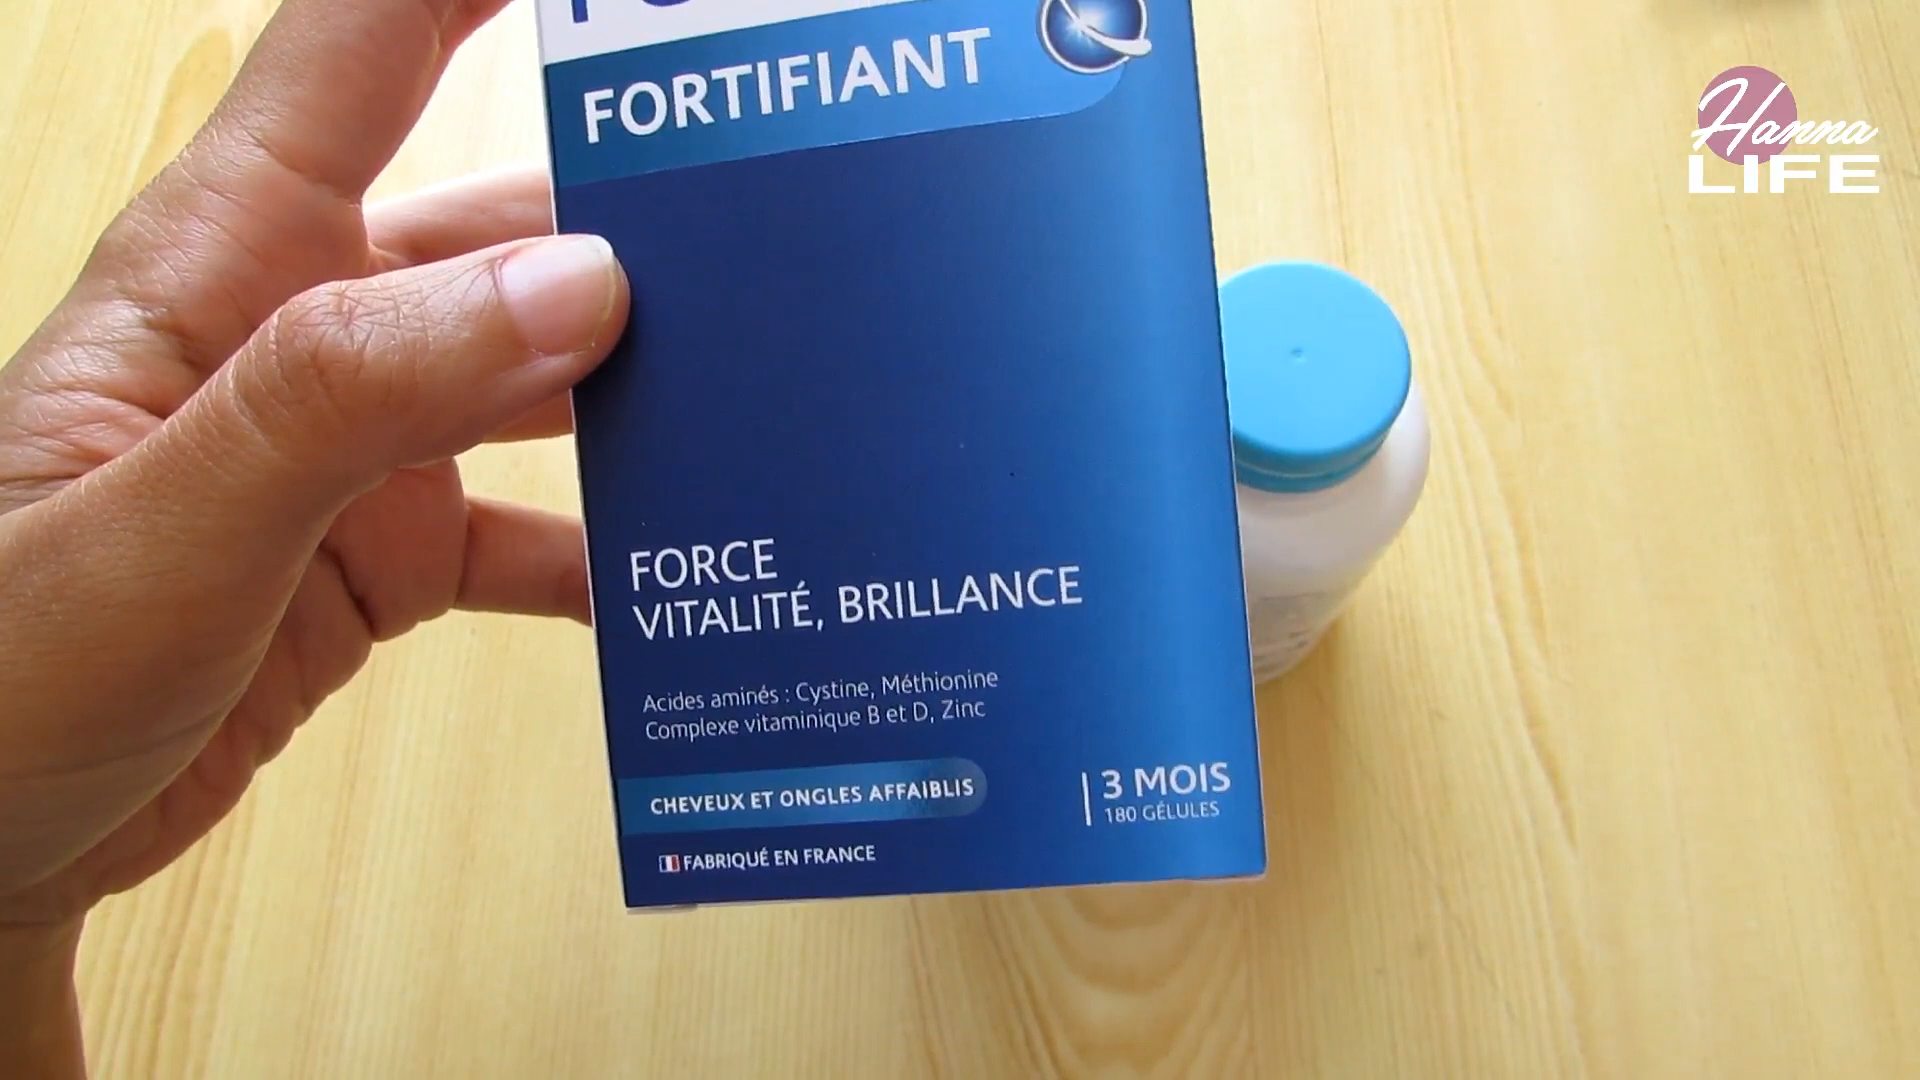 Hanna
LIFE
FORTIFIANT
FORCE
VITALITÉ, BRILLANCE
Acides aminés : Cystine, Méthionine
Complexe vitaminique B et D, Zinc
CHEVEUX ET ONGLES AFFAIBLIS
3 MOIS
180 GÉLULES
FABRIQUÉ EN FRANCE